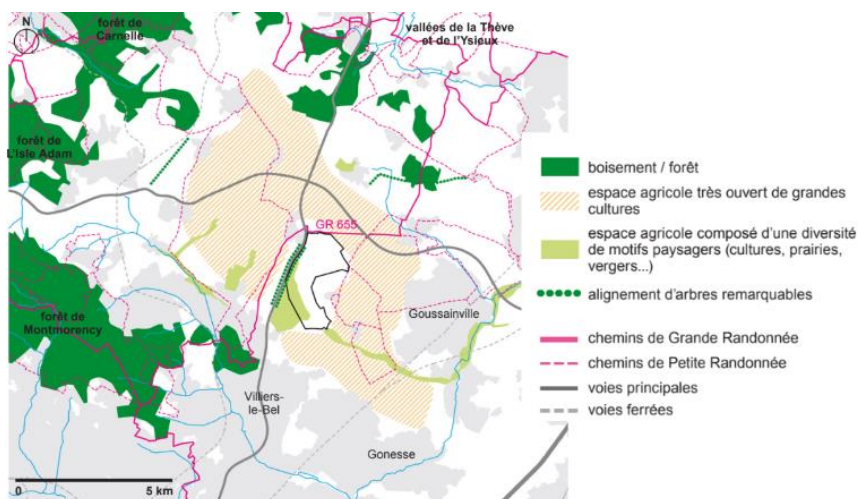 N
forêt de
Carnelle
vallées de la Thève
et de l'Ysieux
forêt de
L'Isle Adam
GR 655
forêt de
Montmorency
Goussainville
Villiers-
le-Bel
Gonesse
0
5 km
boisement / forêt
espace agricole très ouvert de grandes
cultures
espace agricole composé d'une diversité
de motifs paysagers (cultures, prairies,
vergers...)
alignement d'arbres remarquables
chemins de Grande Randonnée
chemins de Petite Randonnée
voies principales
voies ferrées